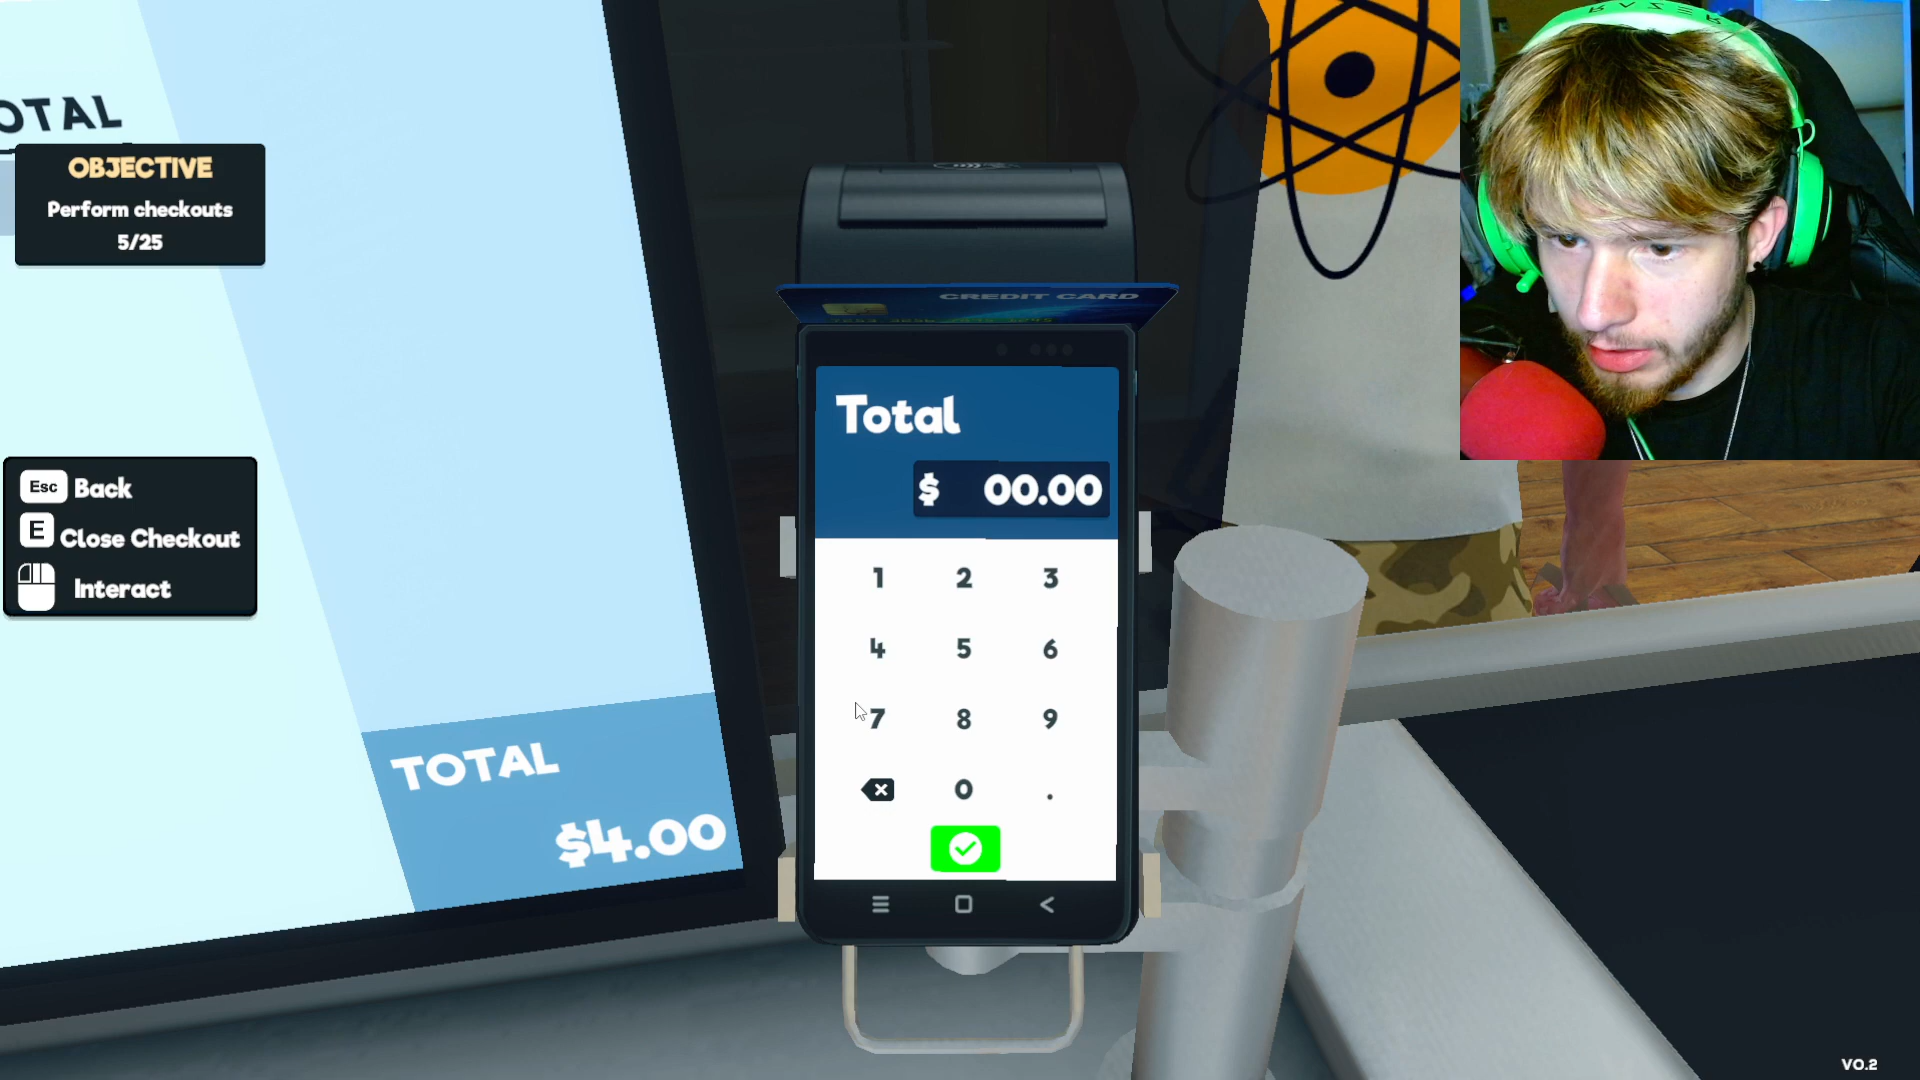 OTAL
OBJECTIVE
Perform checkouts
5/25
Esc Back
E Close Checkout
Interact
TOTAL
$4.00
CREDIT CARD
Total
$ 00.00
1 2 3
4 5 6
7 8 9
0 .
RAZER
V0.2